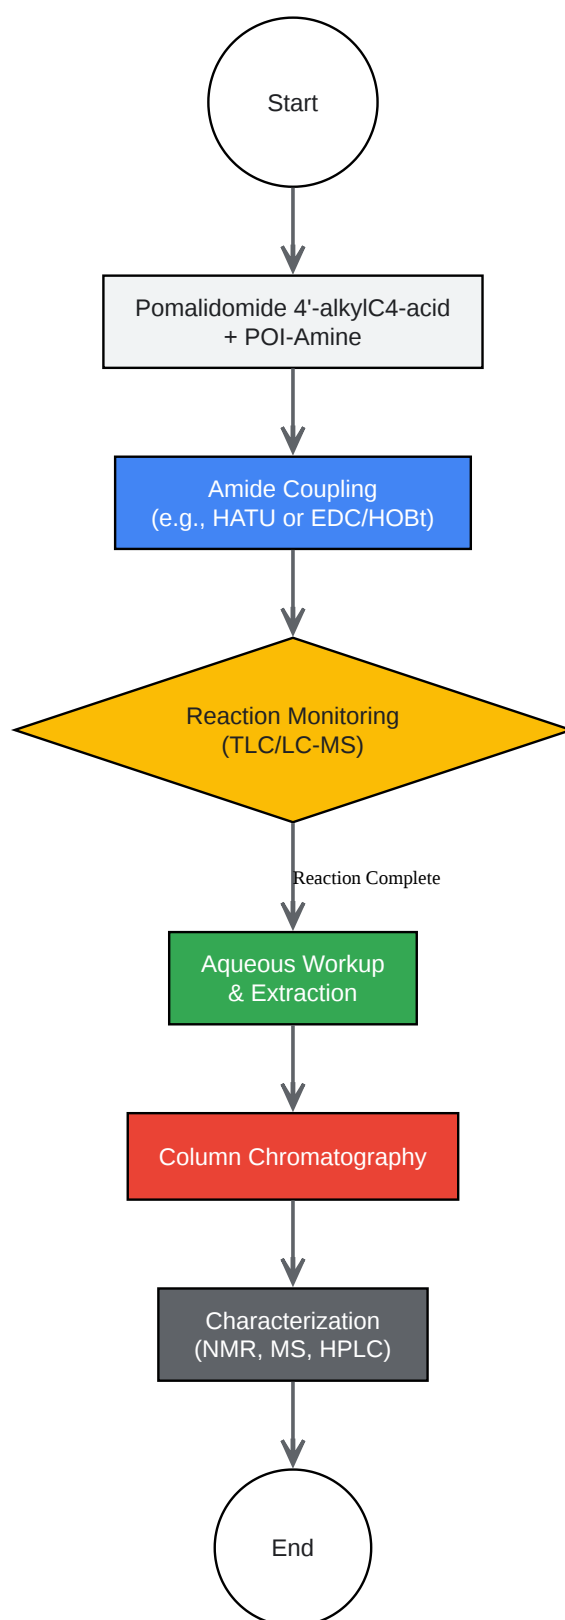 Start
Pomalidomide 4'-alkylC4-acid
+ POI-Amine
Amide Coupling
(e.g., HATU or EDC/HOBt)
Reaction Monitoring
(TLC/LC-MS)
Reaction Complete
Aqueous Workup
& Extraction
Column Chromatography
Characterization
(NMR, MS, HPLC)
End